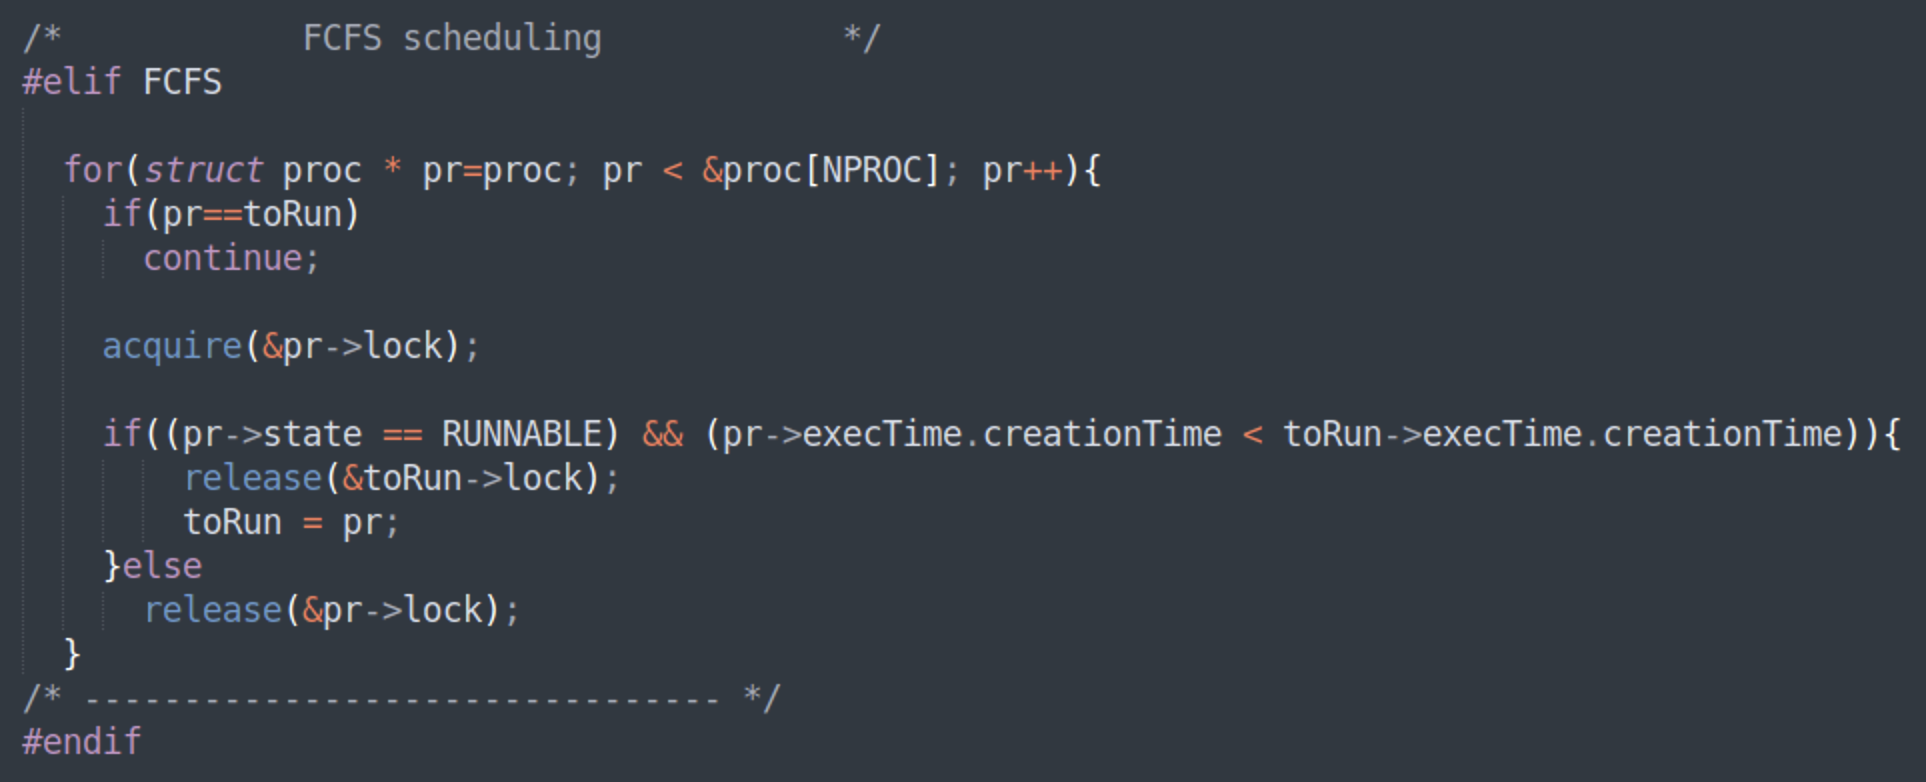 /*            FCFS scheduling            */
#elif FCFS
  for(struct proc * pr=proc; pr < &proc[NPROC]; pr++){
    if(pr==toRun)
      continue;
    acquire(&pr->lock);
    if((pr->state == RUNNABLE) && (pr->execTime.creationTime < toRun->execTime.creationTime)){
        release(&toRun->lock);
        toRun = pr;
    }else
      release(&pr->lock);
  }
/* -------------------------------- */
#endif